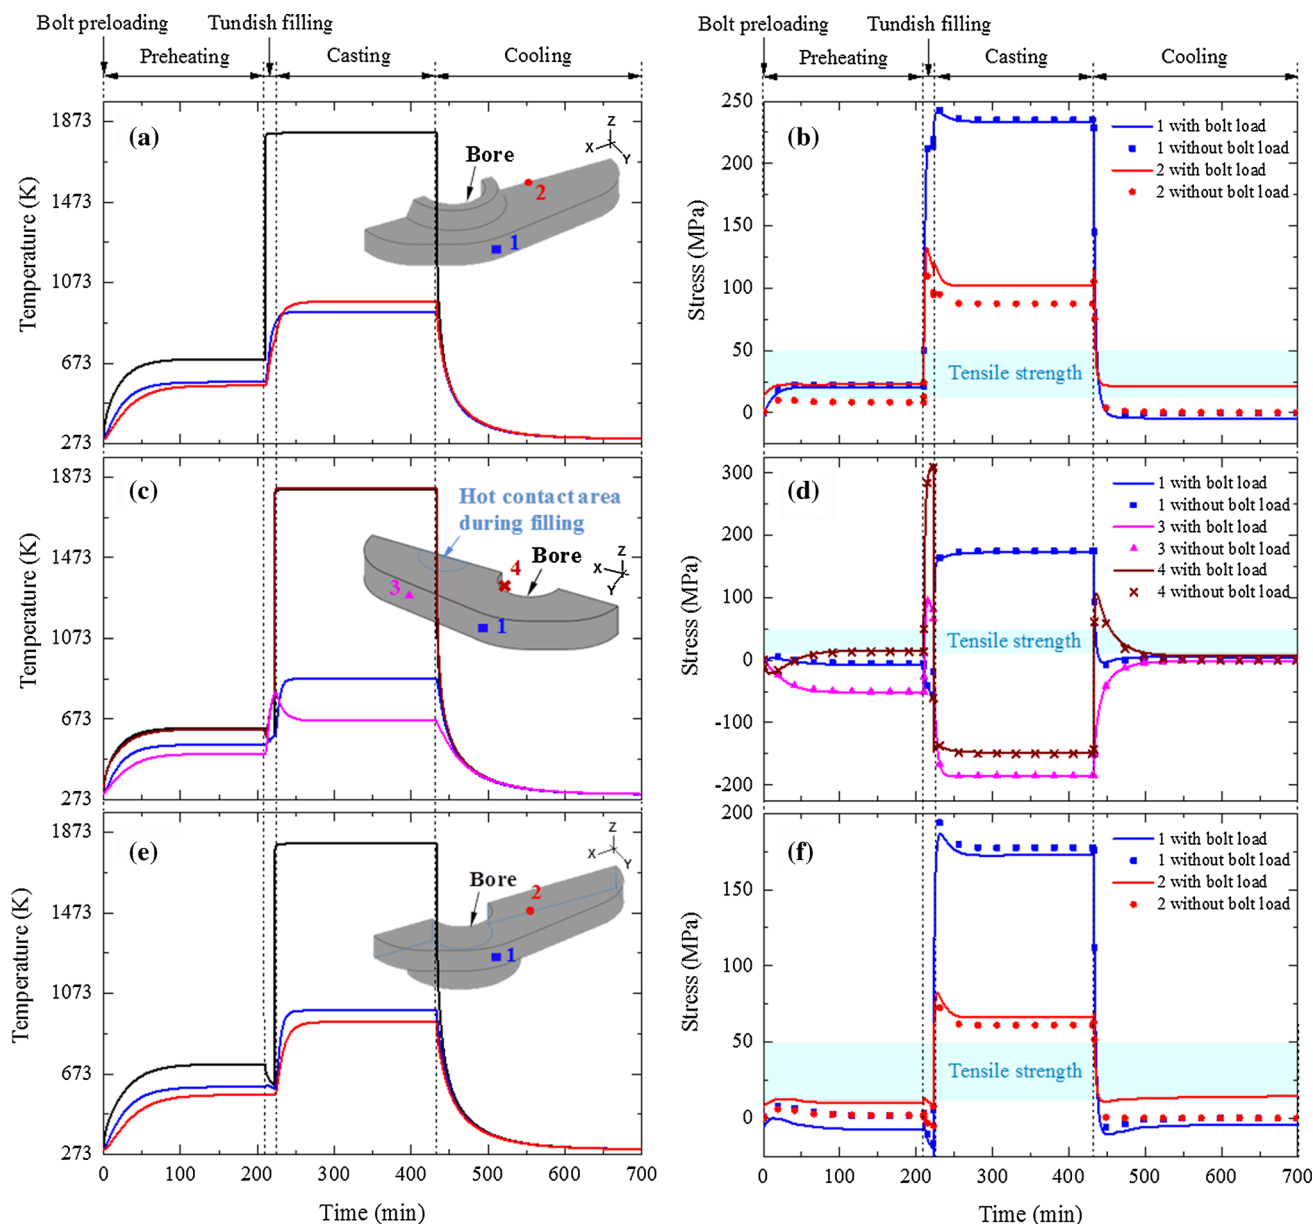 Bolt preloading
Tundish filling
Preheating
Casting
Cooling
Temperature (K)
1873
1473
1073
673
273
(a)
Bore
Z
X
Y
2
1
Temperature (K)
1873
1473
1073
673
273
(c)
Hot contact area
during filling
Bore
Z
X
Y
4
3
1
Temperature (K)
1873
1473
1073
673
273
(e)
Bore
Z
X
Y
2
1
0 100 200 300 400 500 600 700
Time (min)
Bolt preloading
Tundish filling
Preheating
Casting
Cooling
Stress (MPa)
250
200
150
100
50
0
(b)
1 with bolt load
1 without bolt load
2 with bolt load
2 without bolt load
Tensile strength
Stress (MPa)
300
200
100
0
-100
-200
(d)
1 with bolt load
1 without bolt load
3 with bolt load
3 without bolt load
4 with bolt load
4 without bolt load
Tensile strength
Stress (MPa)
200
150
100
50
0
(f)
1 with bolt load
1 without bolt load
2 with bolt load
2 without bolt load
Tensile strength
0 100 200 300 400 500 600 700
Time (min)